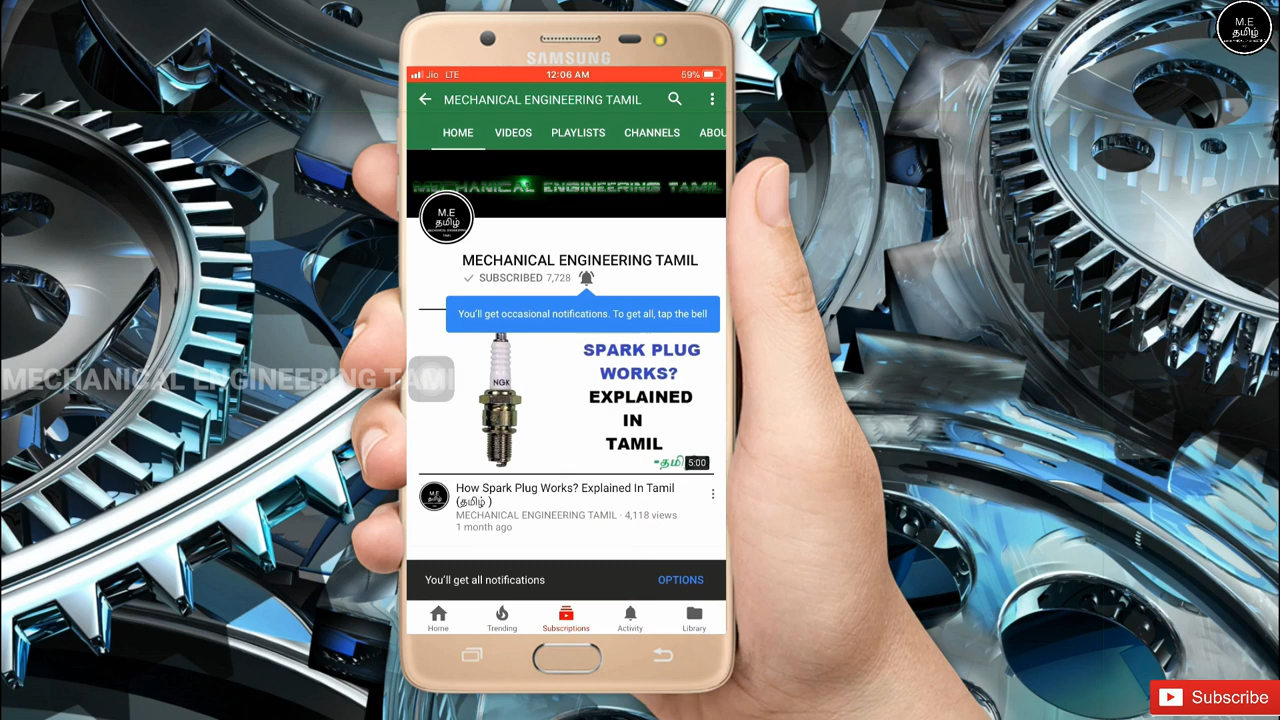 M.E
தமிழ்
SAMSUNG
Jio LTE 12:06 AM 59%
MECHANICAL ENGINEERING TAMIL
HOME VIDEOS PLAYLISTS CHANNELS ABOU
MECHANICAL ENGINEERING TAMIL
M.E
தமிழ்
MECHANICAL ENGINEERING TAMIL
SUBSCRIBED 7,728
You'll get occasional notifications. To get all, tap the bell
SPARK PLUG
WORKS?
EXPLAINED
IN
TAMIL
NGK
-தமி 5:00
MECHANICAL ENGINEERING TAMI
M.E
தமிழ்
How Spark Plug Works? Explained In Tamil
(தமிழ் )
MECHANICAL ENGINEERING TAMIL · 4,118 views
1 month ago
You'll get all notifications OPTIONS
Home Trending Subscriptions Activity Library
Subscribe